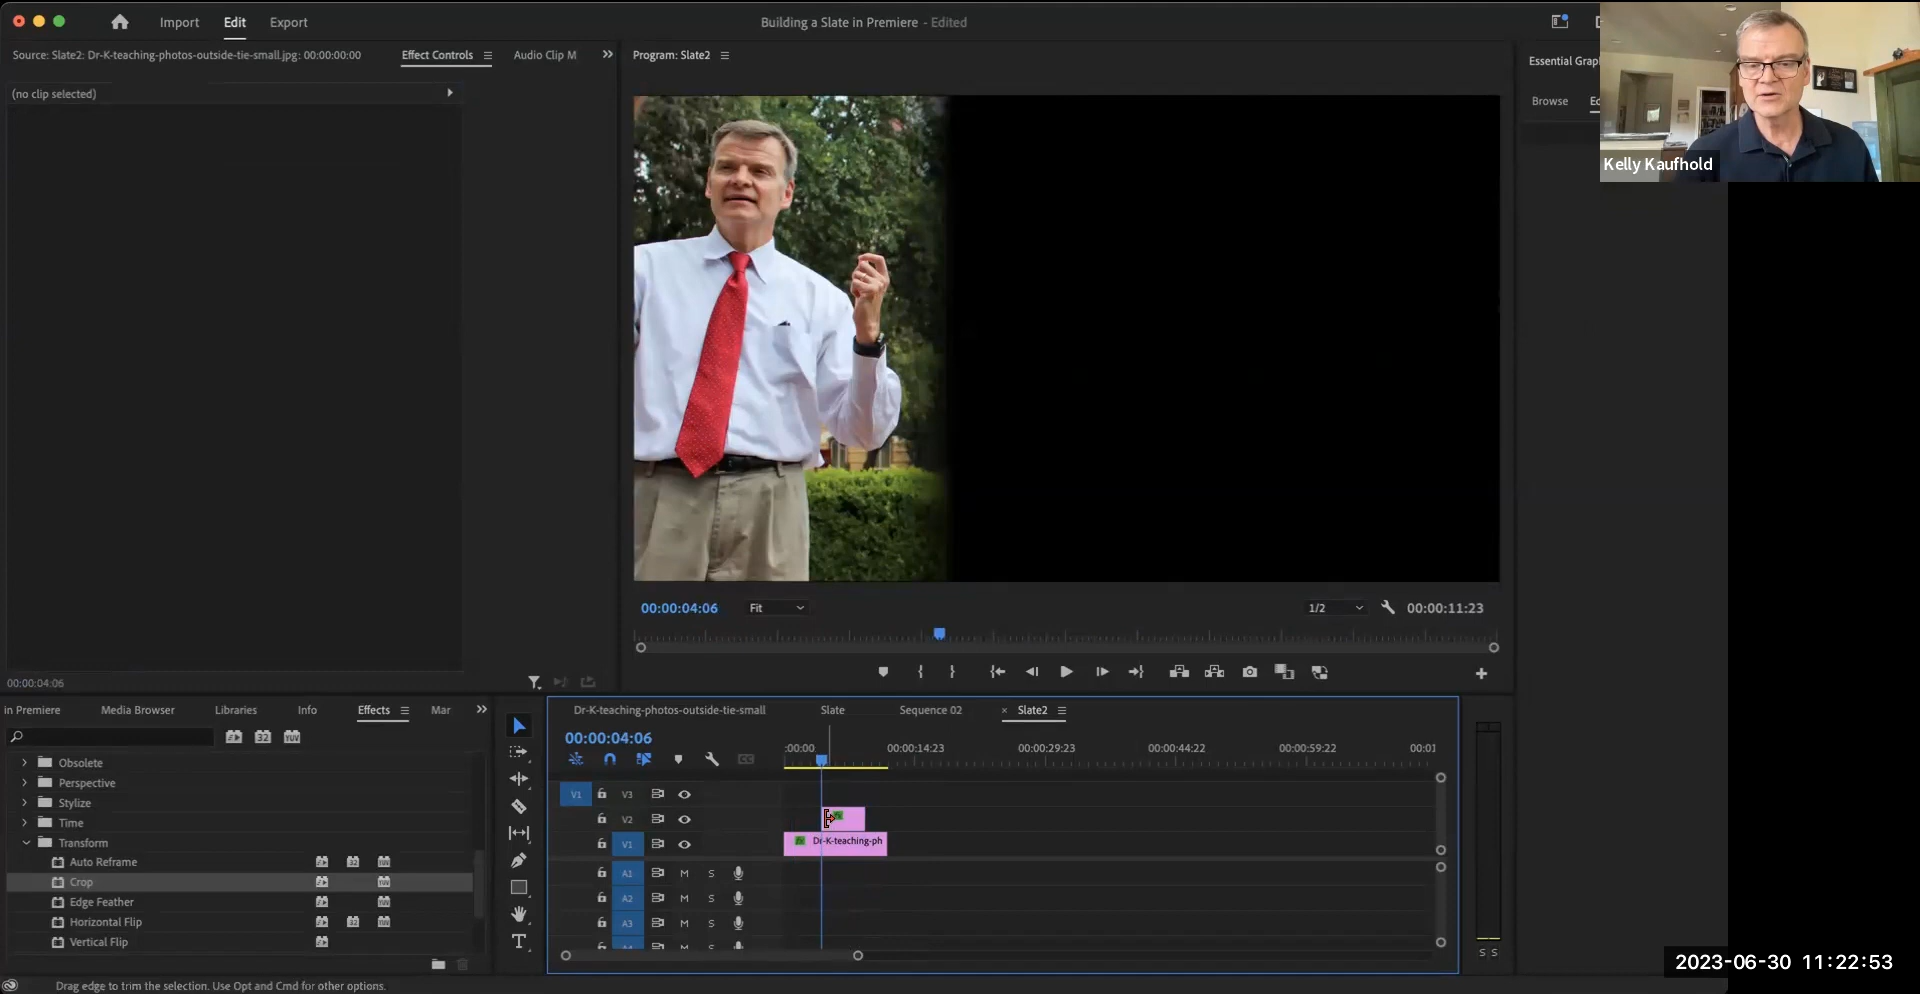 Import
Edit
Export
Building a Slate in Premiere - Edited
Source: Slate2: Dr-K-teaching-photos-outside-tie-small.jpg: 00:00:00:00
Effect Controls
Audio Clip M
Program: Slate2
Essential Grap
Browse
Ed
Kelly Kaufhold
(no clip selected)
00:00:04:06
Fit
1/2
00:00:11:23
00:00:04:06
in Premiere
Media Browser
Libraries
Info
Effects
Mar
Dr-K-teaching-photos-outside-tie-small
Slate
Sequence 02
Slate2
00:00:04:06
:00:00
00:00:14:23
00:00:29:23
00:00:44:22
00:00:59:22
00:01
Obsolete
Perspective
Stylize
Time
Transform
Auto Reframe
Crop
Edge Feather
Horizontal Flip
Vertical Flip
V1 V3
V2
V1
Dr-K-teaching-ph
A1 M S
A2 M S
A3 M S
S S
Drag edge to trim the selection. Use Opt and Cmd for other options.
2023-06-30 11:22:53